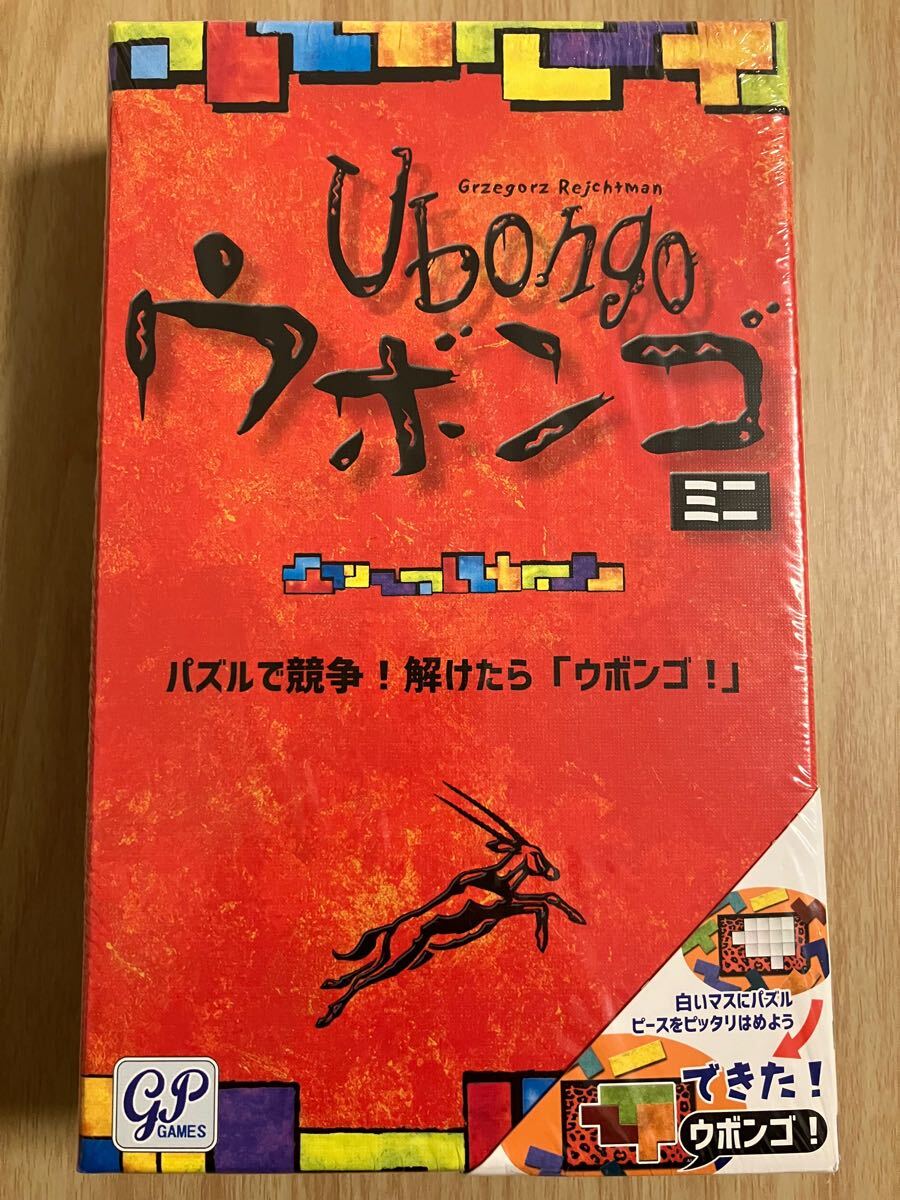 Grzegorz Rejchtman
Ubongo
ウボンゴ
ミニ
パズルで競争！解けたら「ウボンゴ！」
白いマスにパズル
ピースをピッタリはめよう
できた！
ウボンゴ！
GP
GAMES